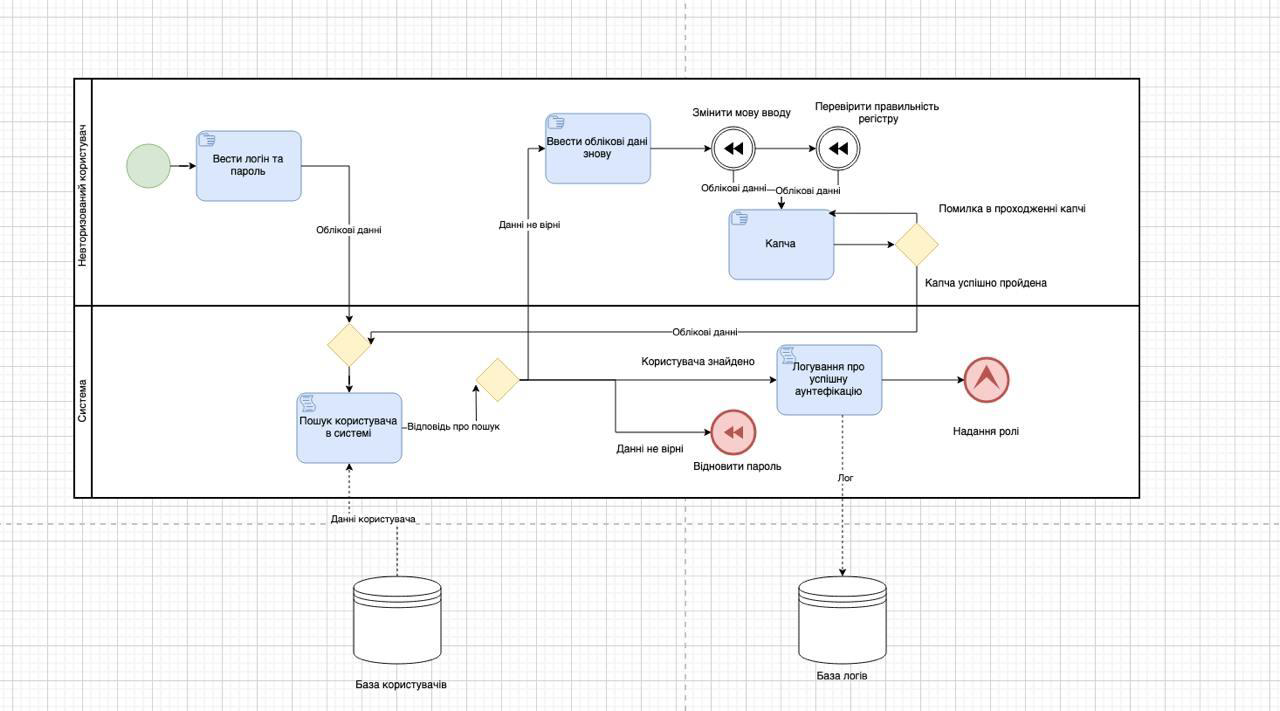 Невторизований користувач
Вести логін та
пароль
Облікові данні
Данні не вірні
Ввести облікові дані
знову
Змінити мову вводу
Перевірити правильність
регістру
Облікові данні
Облікові данні
Капча
Помилка в проходженні капчі
Капча успішно пройдена
Система
Облікові данні
Пошук користувача
в системі
Відповідь про пошук
Користувача знайдено
Данні не вірні
Відновити пароль
Логування про
успішну
аунтефікацію
Надання ролі
Лог
Данні користувача
База користувачів
База логів